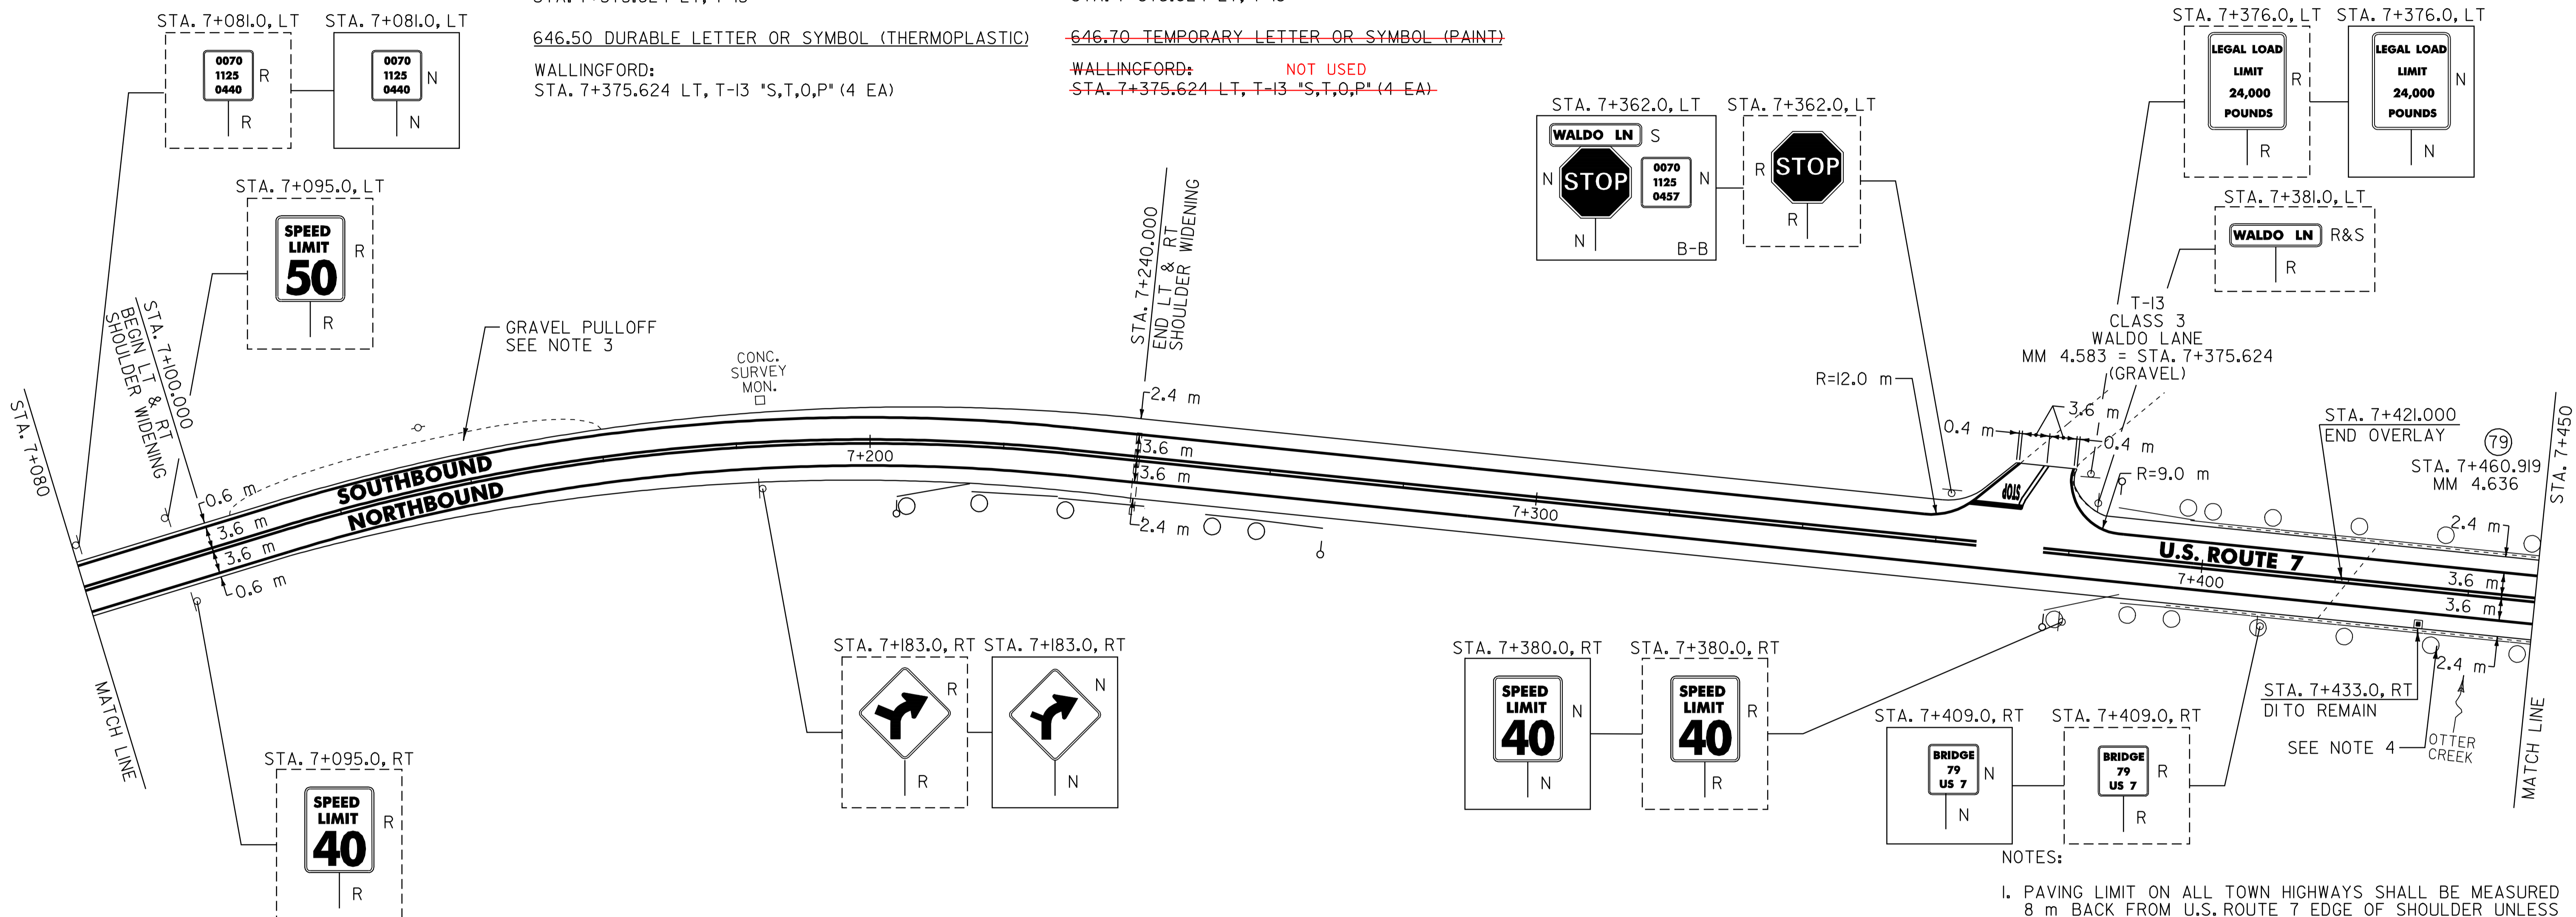 STA. 7+081.0, LT
STA. 7+081.0, LT
0070
1125
0440
R
R
0070
1125
0440
N
N
646.50 DURABLE LETTER OR SYMBOL (THERMOPLASTIC)
WALLINGFORD:
STA. 7+375.624 LT, T-13 "S,T,O,P" (4 EA)
646.70 TEMPORARY LETTER OR SYMBOL (PAINT)
WALLINGFORD:
NOT USED
STA. 7+375.624 LT, T-13 "S,T,O,P" (4 EA)
STA. 7+376.0, LT
STA. 7+376.0, LT
LEGAL LOAD
LIMIT
24,000
POUNDS
R
R
LEGAL LOAD
LIMIT
24,000
POUNDS
N
N
STA. 7+362.0, LT
STA. 7+362.0, LT
WALDO LN
S
N
STOP
0070
1125
0457
N
N
B-B
R
STOP
R
STA. 7+381.0, LT
WALDO LN
R&S
R
STA. 7+095.0, LT
SPEED
LIMIT
50
R
R
STA. 7+100.000
BEGIN LT & RT
SHOULDER WIDENING
GRAVEL PULLOFF
SEE NOTE 3
CONC.
SURVEY
MON.
STA. 7+240.000
END LT & RT
SHOULDER WIDENING
T-13
CLASS 3
WALDO LANE
MM 4.583 = STA. 7+375.624
(GRAVEL)
R=12.0 m
2.4 m
3.6 m
3.6 m
2.4 m
0.4 m
3.6 m
0.4 m
R=9.0 m
STA. 7+421.000
END OVERLAY
79
STA. 7+460.919
MM 4.636
STA. 7+450
STA. 7+080
MATCH LINE
0.6 m
3.6 m
3.6 m
0.6 m
SOUTHBOUND
NORTHBOUND
7+200
7+300
STOP
U.S. ROUTE 7
7+400
2.4 m
3.6 m
3.6 m
2.4 m
STA. 7+183.0, RT
STA. 7+183.0, RT
R
R
N
N
STA. 7+380.0, RT
STA. 7+380.0, RT
SPEED
LIMIT
40
N
N
SPEED
LIMIT
40
R
R
STA. 7+409.0, RT
STA. 7+409.0, RT
BRIDGE
79
US 7
N
N
BRIDGE
79
US 7
R
R
STA. 7+433.0, RT
DI TO REMAIN
SEE NOTE 4
OTTER
CREEK
MATCH LINE
STA. 7+095.0, RT
SPEED
LIMIT
40
R
R
NOTES:
1. PAVING LIMIT ON ALL TOWN HIGHWAYS SHALL BE MEASURED
8 m BACK FROM U.S. ROUTE 7 EDGE OF SHOULDER UNLESS